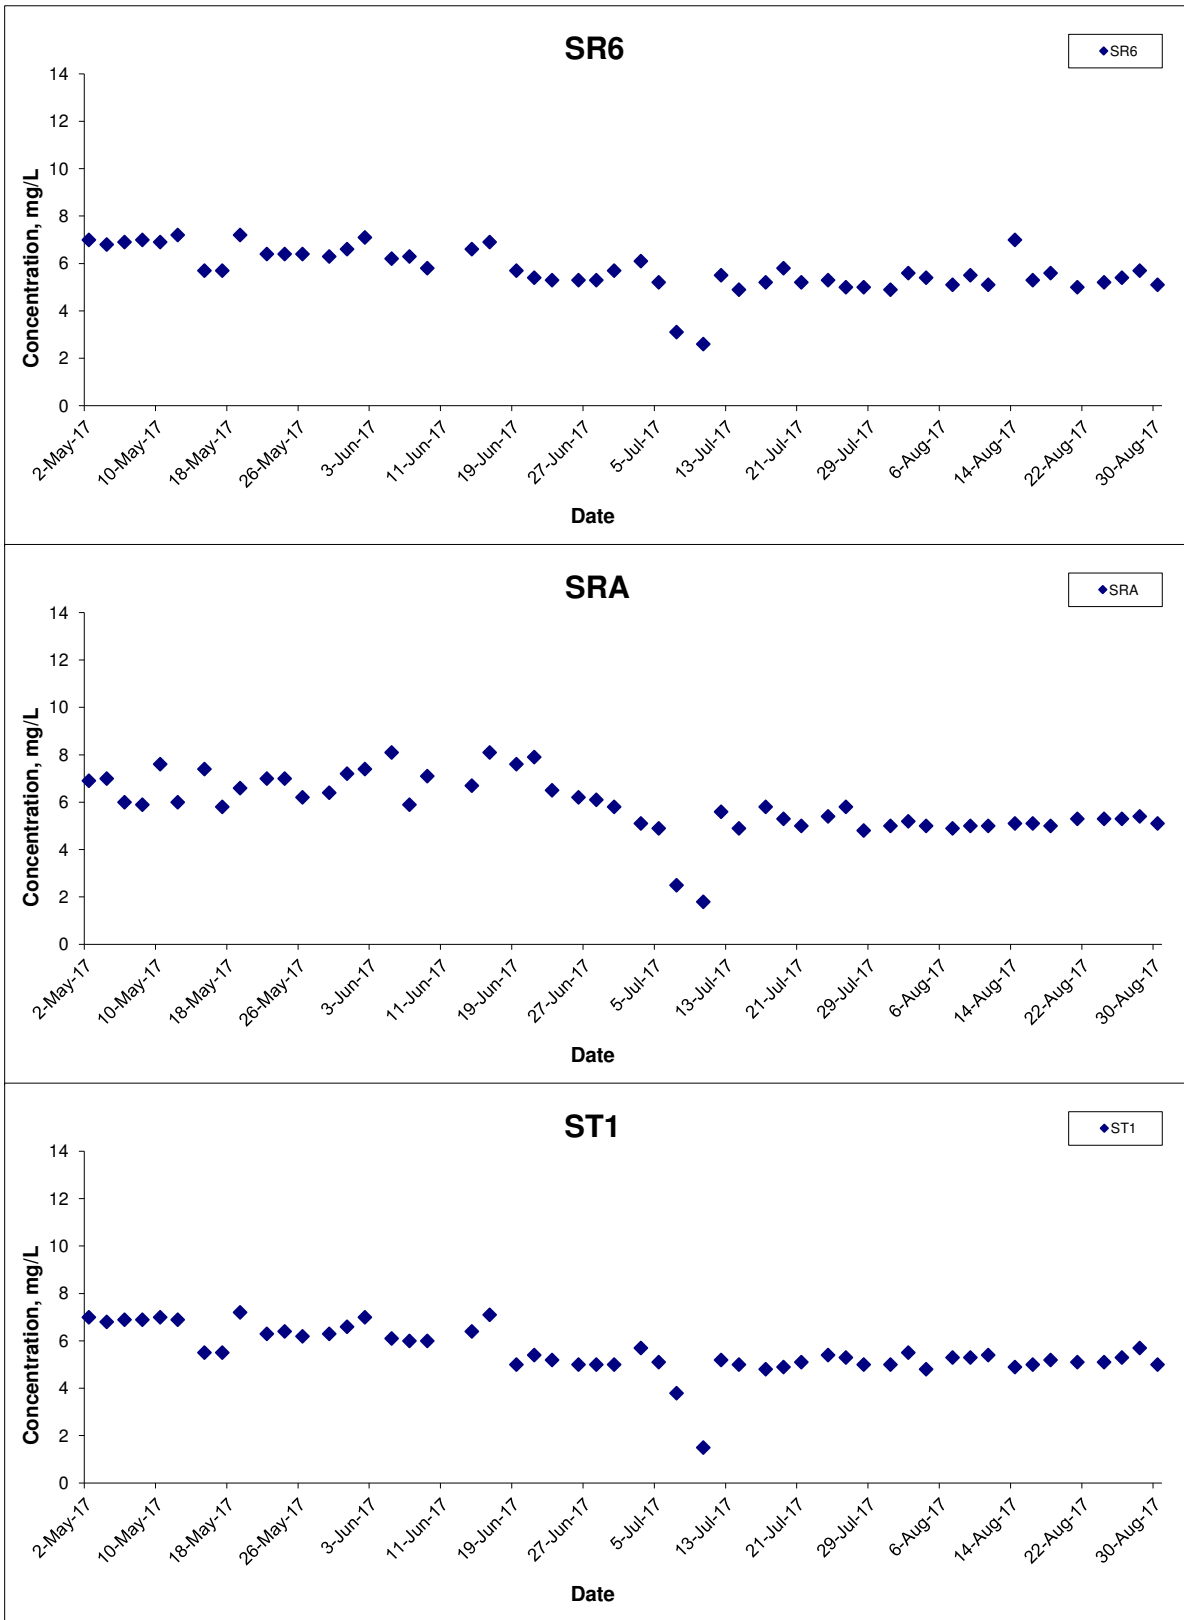 SR6
SR6
14
12
10
8
6
4
2
0
Concentration, mg/L
2-May-17
10-May-17
18-May-17
26-May-17
3-Jun-17
11-Jun-17
19-Jun-17
27-Jun-17
5-Jul-17
13-Jul-17
21-Jul-17
29-Jul-17
6-Aug-17
14-Aug-17
22-Aug-17
30-Aug-17
Date
SRA
SRA
14
12
10
8
6
4
2
0
Concentration, mg/L
2-May-17
10-May-17
18-May-17
26-May-17
3-Jun-17
11-Jun-17
19-Jun-17
27-Jun-17
5-Jul-17
13-Jul-17
21-Jul-17
29-Jul-17
6-Aug-17
14-Aug-17
22-Aug-17
30-Aug-17
Date
ST1
ST1
14
12
10
8
6
4
2
0
Concentration, mg/L
2-May-17
10-May-17
18-May-17
26-May-17
3-Jun-17
11-Jun-17
19-Jun-17
27-Jun-17
5-Jul-17
13-Jul-17
21-Jul-17
29-Jul-17
6-Aug-17
14-Aug-17
22-Aug-17
30-Aug-17
Date